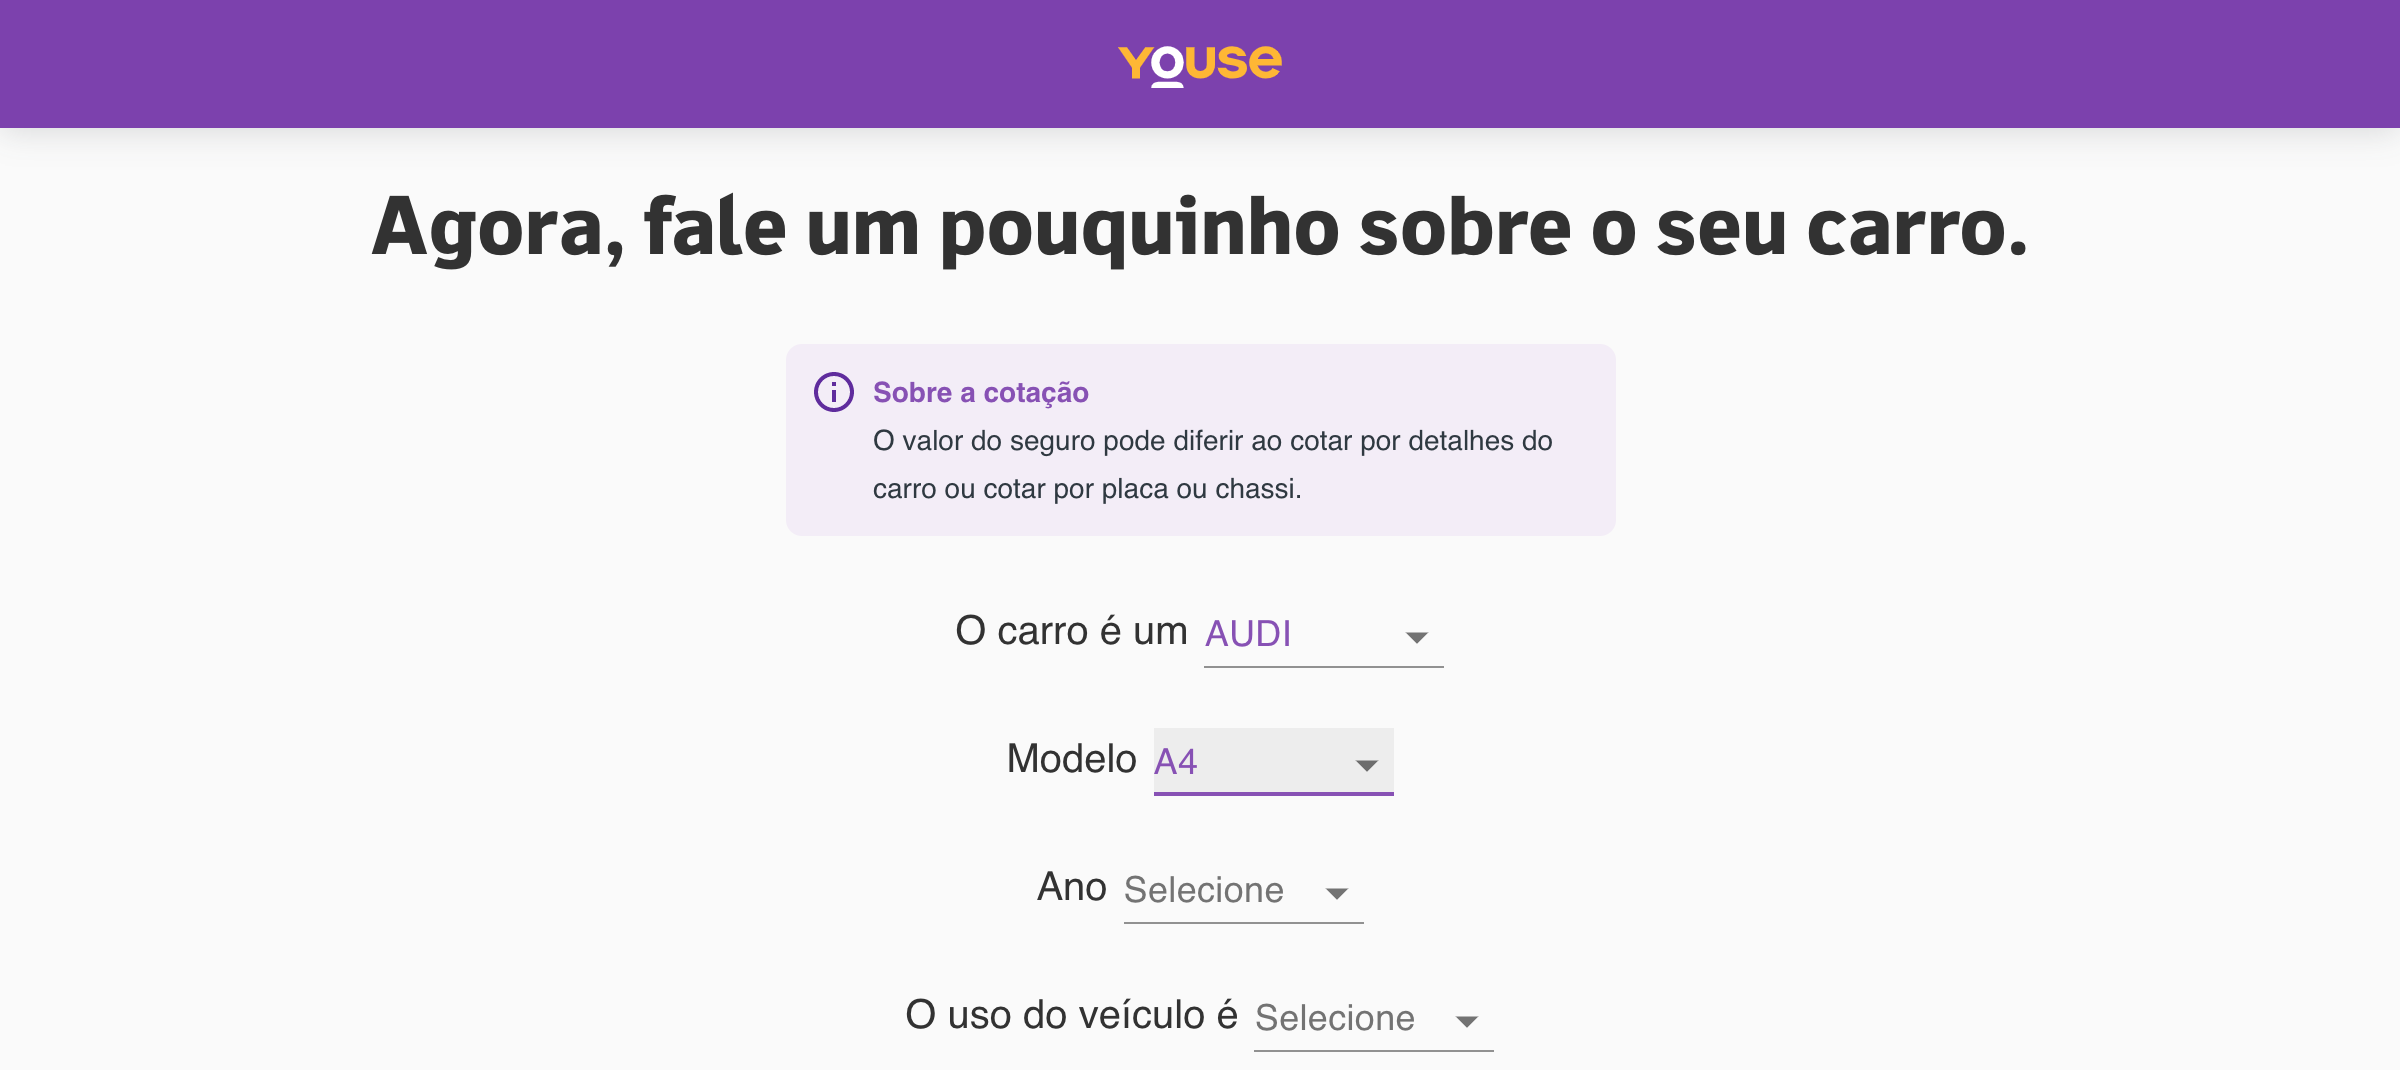 YOUSE
Agora, fale um pouquinho sobre o seu carro.
Sobre a cotação
O valor do seguro pode diferir ao cotar por detalhes do
carro ou cotar por placa ou chassi.
O carro é um AUDI
Modelo A4
Ano Selecione
O uso do veículo é Selecione